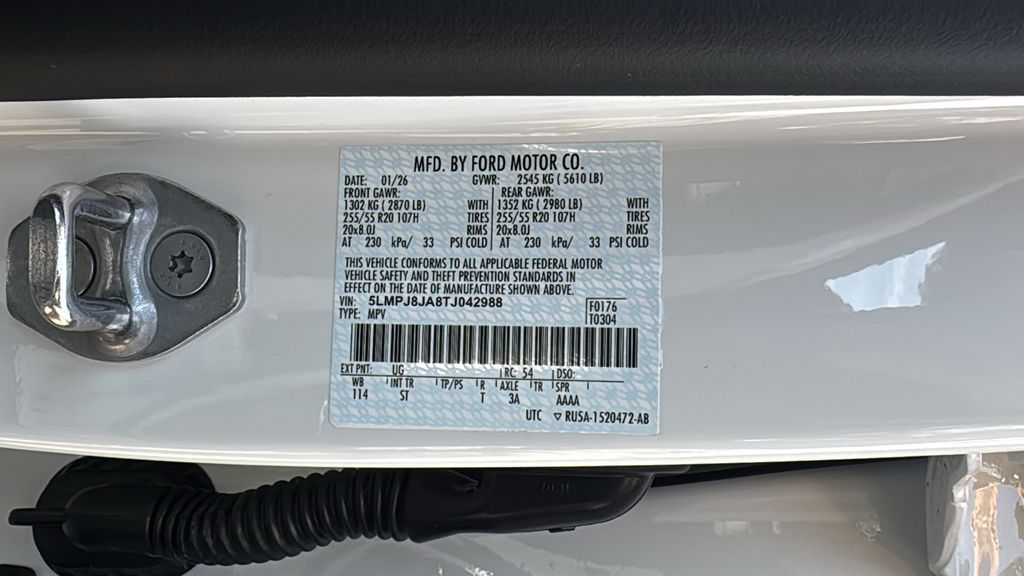 MFD. BY FORD MOTOR CO.
DATE: 01/26 GVWR: 2545 KG ( 5610 LB)
FRONT GAWR: REAR GAWR:
1302 KG ( 2870 LB) WITH 1352 KG ( 2980 LB) WITH
255/55 R20 107H TIRES 255/55 R20 107H TIRES
20x8.0J RIMS 20x8.0J RIMS
AT 230 kPa/ 33 PSI COLD AT 230 kPa/ 33 PSI COLD
THIS VEHICLE CONFORMS TO ALL APPLICABLE FEDERAL MOTOR
VEHICLE SAFETY AND THEFT PREVENTION STANDARDS IN
EFFECT ON THE DATE OF MANUFACTURE SHOWN ABOVE.
VIN: 5LMPJ8JA8TJ042988 F0176
TYPE: MPV T0304
EXT PNT: UG RC: 54 DSO:
WB INT TR TP/PS R AXLE TR SPR
114 ST T 3A AAAA
UTC ▽ RU5A-1520472-AB